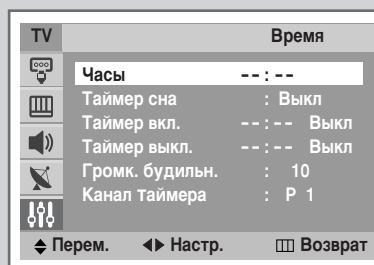 TV Время
Часы --:--
Таймер сна : Выкл
Таймер вкл. --:-- Выкл
Таймер выкл. --:-- Выкл
Громк. будильн. : 10
Канал таймера : P 1
Перем. Настр. Возврат